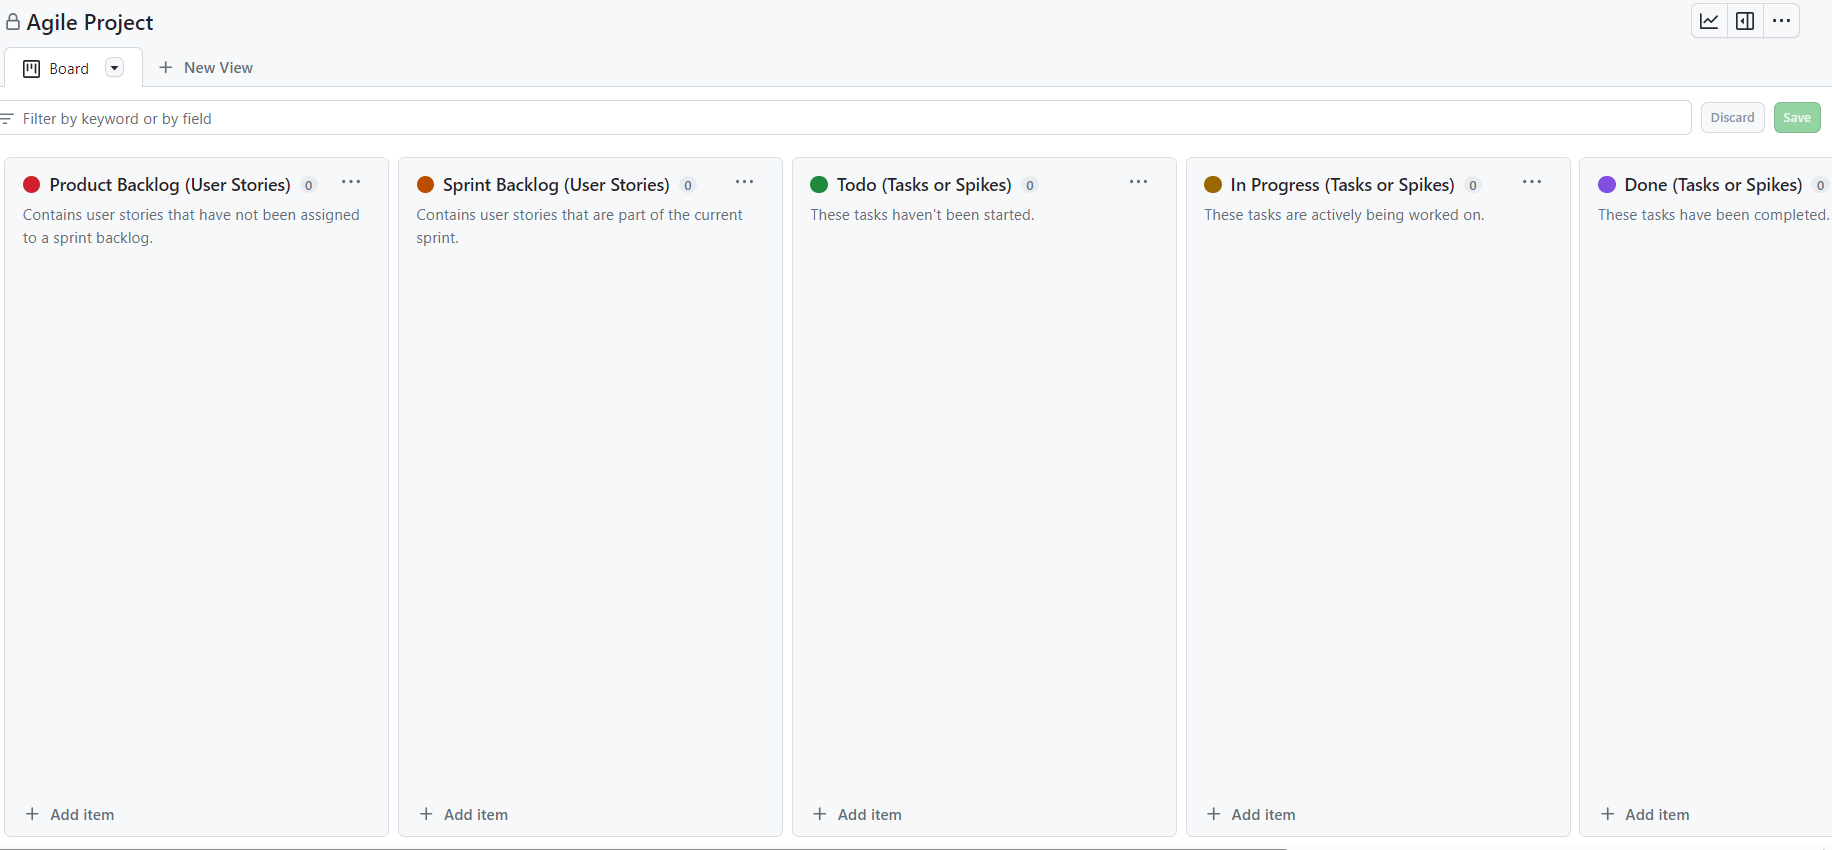 Agile Project
Board
New View
Filter by keyword or by field
Discard
Save
Product Backlog (User Stories) 0
Contains user stories that have not been assigned
to a sprint backlog.
Add item
Sprint Backlog (User Stories) 0
Contains user stories that are part of the current
sprint.
Add item
Todo (Tasks or Spikes) 0
These tasks haven't been started.
Add item
In Progress (Tasks or Spikes) 0
These tasks are actively being worked on.
Add item
Done (Tasks or Spikes) 0
These tasks have been completed.
Add item